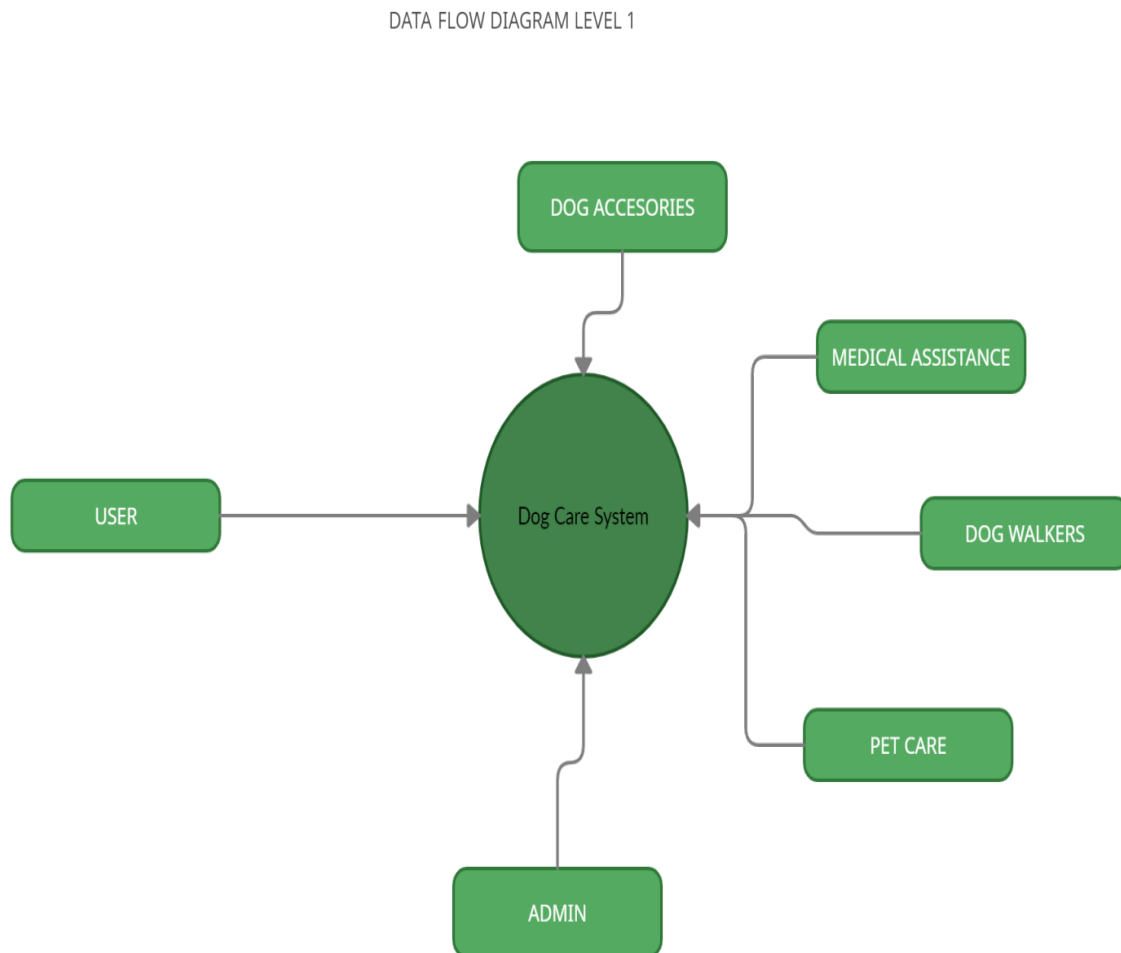 DATA FLOW DIAGRAM LEVEL 1
DOG ACCESORIES
MEDICAL ASSISTANCE
USER
Dog Care System
DOG WALKERS
PET CARE
ADMIN